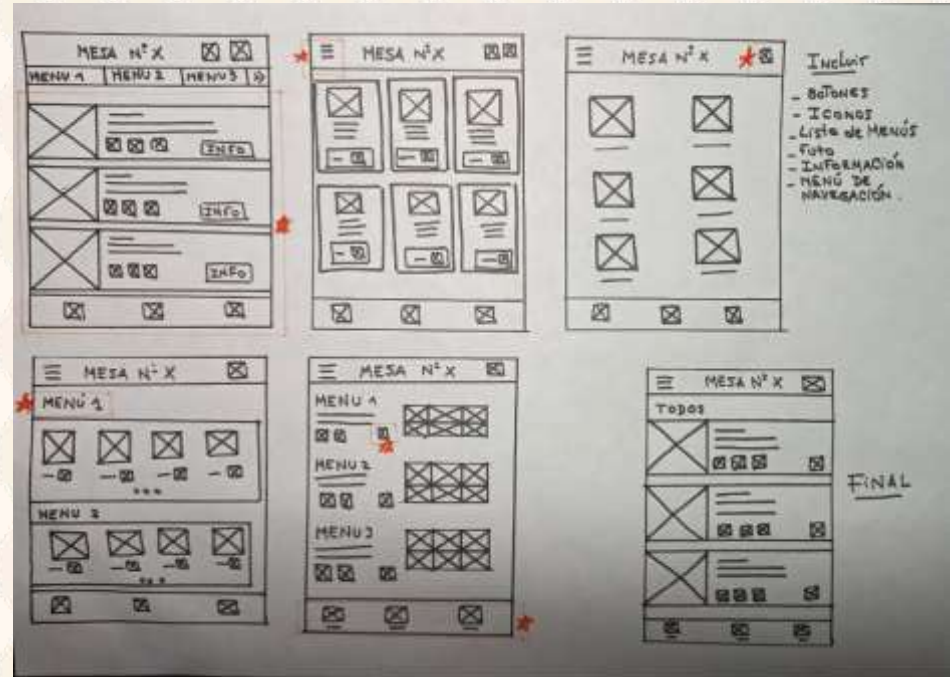 MESA Nº X
MENU 1 MENU 2 MENU 3
INFO
INFO
INFO
MESA Nº X
MESA Nº X
Incluir
- BOTONES
- ICONOS
- Lista de MENÚS
- FOTO
- INFORMACIÓN
- MENÚ DE
NAVEGACIÓN.
MESA Nº X
MENÚ 1
MENU 2
MESA Nº X
MENU 1
MENU 2
MENU 3
MESA Nº X
TODOS
FINAL